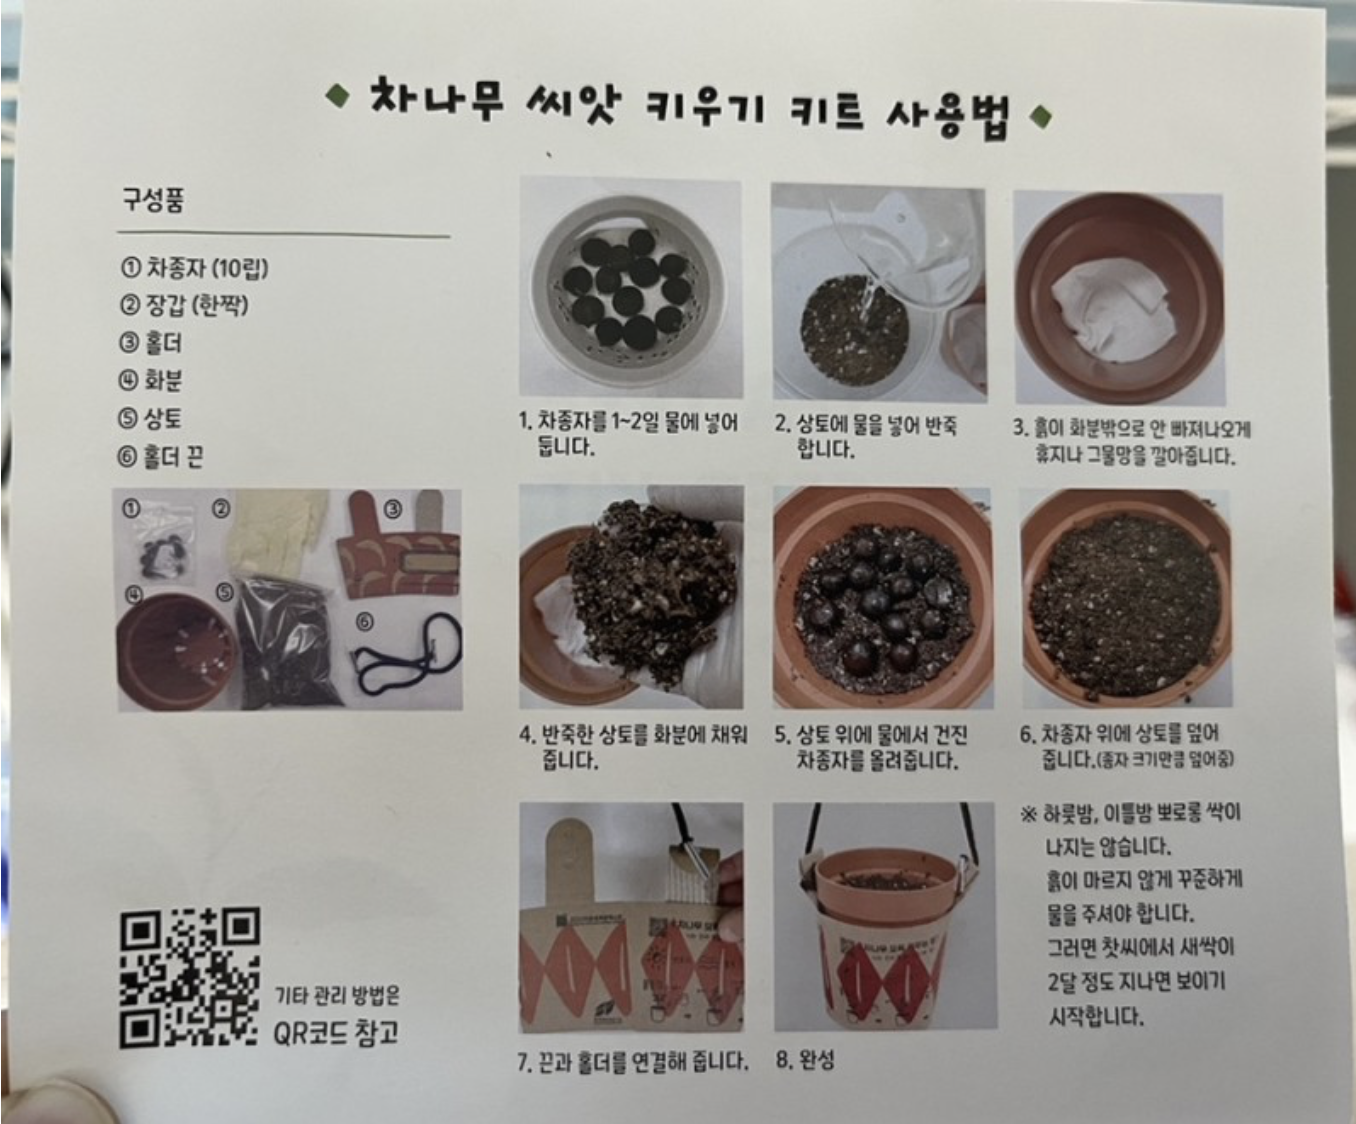 차나무 씨앗 키우기 키트 사용법
구성품
① 차종자 (10립)
② 장갑 (한짝)
③ 홀더
④ 화분
⑤ 상토
⑥ 홀더 끈
① ② ③
④ ⑤ ⑥
1. 차종자를 1~2일 물에 넣어
둡니다.
2. 상토에 물을 넣어 반죽
합니다.
3. 흙이 화분밖으로 안 빠져나오게
휴지나 그물망을 깔아줍니다.
4. 반죽한 상토를 화분에 채워
줍니다.
5. 상토 위에 물에서 건진
차종자를 올려줍니다.
6. 차종자 위에 상토를 덮어
줍니다.(종자 크기만큼 덮어줌)
7. 끈과 홀더를 연결해 줍니다.
8. 완성
※ 하룻밤, 이틀밤 뽀로롱 싹이
나지는 않습니다.
흙이 마르지 않게 꾸준하게
물을 주셔야 합니다.
그러면 찻씨에서 새싹이
2달 정도 지나면 보이기
시작합니다.
기타 관리 방법은
QR코드 참고